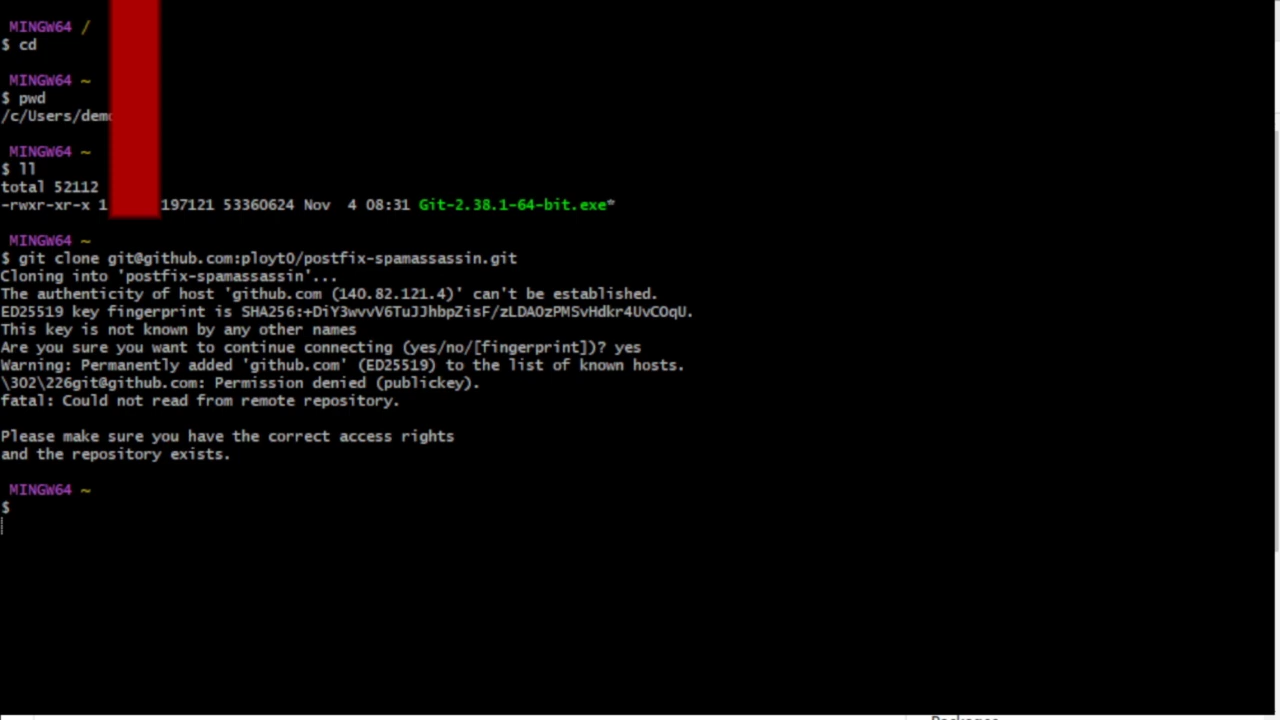 MINGW64 /
$ cd
MINGW64 ~
$ pwd
/c/Users/demo
MINGW64 ~
$ ll
total 52112
-rwxr-xr-x 1 197121 53360624 Nov  4 08:31 Git-2.38.1-64-bit.exe*
MINGW64 ~
$ git clone git@github.com:ployt0/postfix-spamassassin.git
Cloning into 'postfix-spamassassin'...
The authenticity of host 'github.com (140.82.121.4)' can't be established.
ED25519 key fingerprint is SHA256:+DiY3wvvV6TuJJhbpZisF/zLDA0zPMSvHdkr4UvCOqU.
This key is not known by any other names
Are you sure you want to continue connecting (yes/no/[fingerprint])? yes
Warning: Permanently added 'github.com' (ED25519) to the list of known hosts.
\302\226git@github.com: Permission denied (publickey).
fatal: Could not read from remote repository.
Please make sure you have the correct access rights
and the repository exists.
MINGW64 ~
$